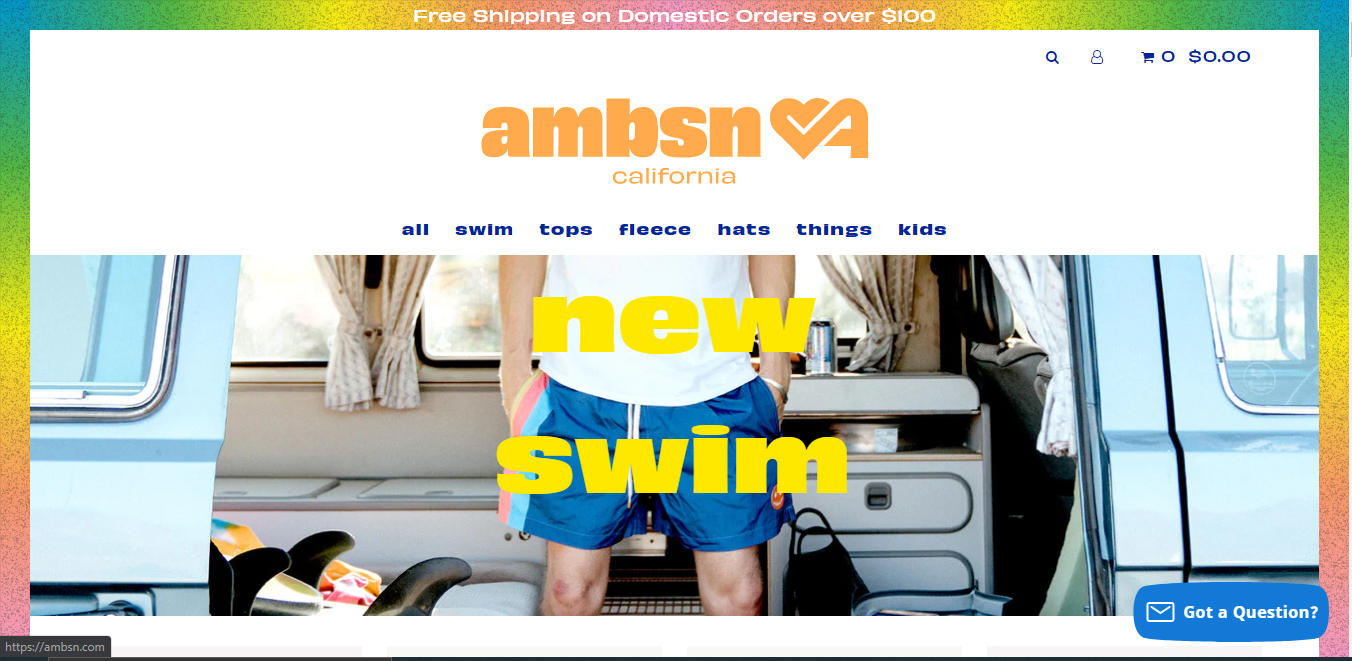 Free Shipping on Domestic Orders over $100
0 $0.00
ambsn
california
all swim tops fleece hats things kids
new
swim
Got a Question?
https://ambsn.com